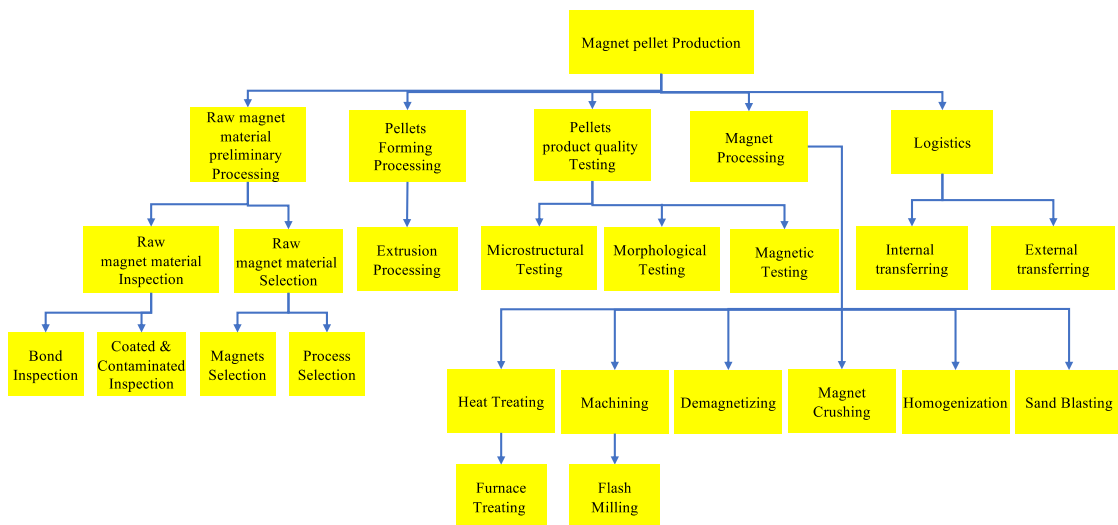 Magnet pellet Production
Raw magnet
material
preliminary
Processing
Pellets
Forming
Processing
Pellets
product quality
Testing
Magnet
Processing
Logistics
Raw
magnet material
Inspection
Raw
magnet material
Selection
Extrusion
Processing
Microstructural
Testing
Morphological
Testing
Magnetic
Testing
Internal
transferring
External
transferring
Bond
Inspection
Coated &
Contaminated
Inspection
Magnets
Selection
Process
Selection
Heat Treating
Machining
Demagnetizing
Magnet
Crushing
Homogenization
Sand Blasting
Furnace
Treating
Flash
Milling